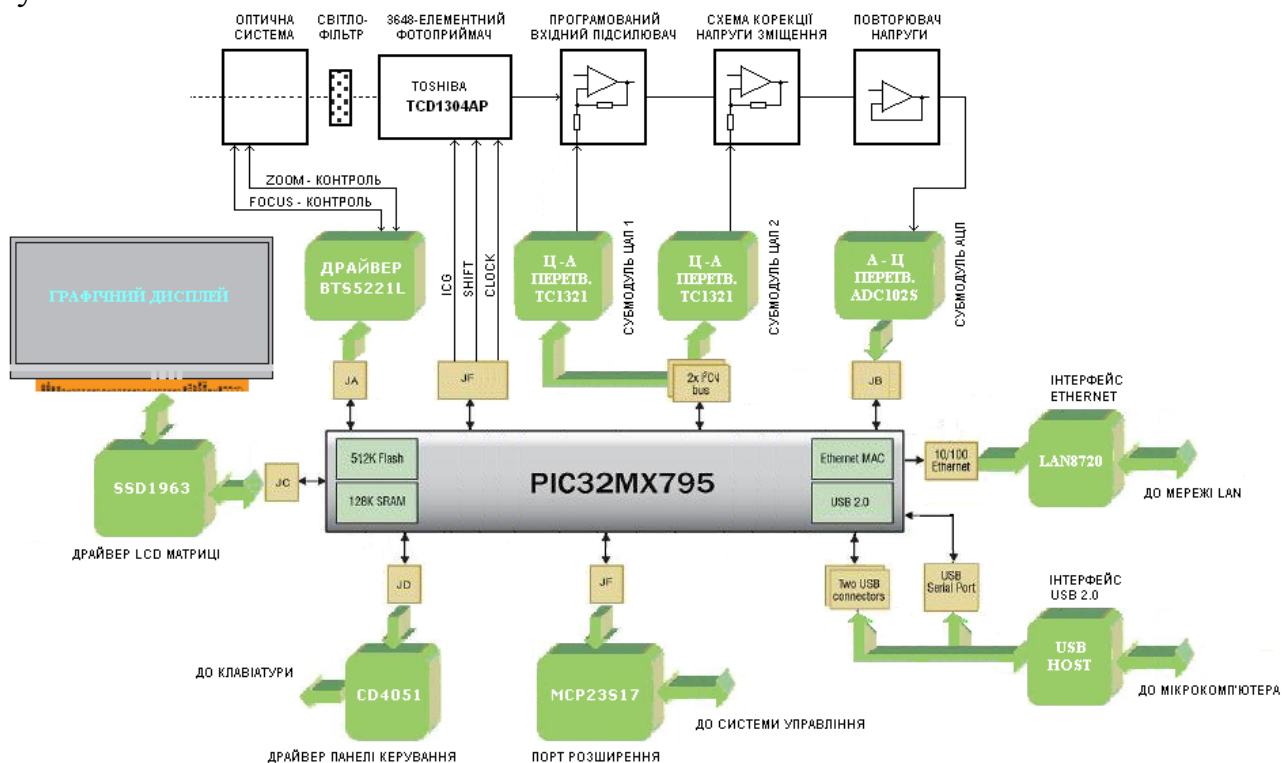 у
ОПТИЧНА
СИСТЕМА
СВІТЛО-
ФІЛЬТР
3648-ЕЛЕМЕНТНИЙ
ФОТОПРИЙМАЧ
ПРОГРАМОВАНИЙ
ВХІДНИЙ ПІДСИЛЮВАЧ
СХЕМА КОРЕКЦІЇ
НАПРУГИ ЗМІЩЕННЯ
ПОВТОРЮВАЧ
НАПРУГИ
TOSHIBA
TCD1304AP
ZOOM - КОНТРОЛЬ
FOCUS - КОНТРОЛЬ
ICG
SHIFT
CLOCK
ГРАФІЧНИЙ ДИСПЛЕЙ
ДРАЙВЕР
BTS5221L
Ц - А
ПЕРЕТВ.
TC1321
СУБМОДУЛЬ ЦАП 1
Ц - А
ПЕРЕТВ.
TC1321
СУБМОДУЛЬ ЦАП 2
А - Ц
ПЕРЕТВ.
ADC102S
СУБМОДУЛЬ АЦП
JA
JF
2x I²C\
bus
JB
ІНТЕРФЕЙС
ETHERNET
SSD1963
JC
512K Flash
128K SRAM
PIC32MX795
Ethernet MAC
USB 2.0
10/100
Ethernet
LAN8720
ДО МЕРЕЖІ LAN
ДРАЙВЕР LCD МАТРИЦІ
JD
JF
Two USB
connectors
USB
Serial Port
ІНТЕРФЕЙС
USB 2.0
ДО КЛАВІАТУРИ
CD4051
MCP23S17
USB
HOST
ДО МІКРОКОМП'ЮТЕРА
ДО СИСТЕМИ УПРАВЛІННЯ
ДРАЙВЕР ПАНЕЛІ КЕРУВАННЯ
ПОРТ РОЗШИРЕННЯ